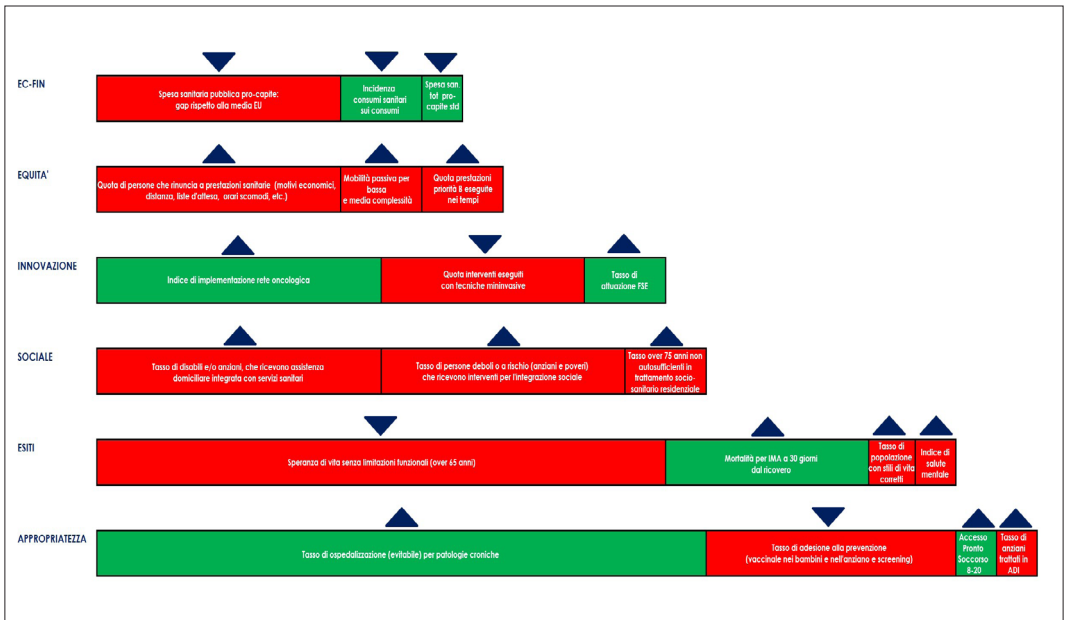 EC-FIN
Spesa sanitaria pubblica pro-capite:
gap rispetto alla media EU
Incidenza
consumi sanitari
sui consumi
Spesa san.
tot pro-
capite std
EQUITA'
Quota di persone che rinuncia a prestazioni sanitarie (motivi economici,
distanza, liste d'attesa, orari scomodi, etc.)
Mobilità passiva per
bassa
e media complessità
Quota prestazioni
priorità B eseguite
nei tempi
INNOVAZIONE
Indice di implementazione rete oncologica
Quota interventi eseguiti
con tecniche mininvasive
Tasso di
attuazione FSE
SOCIALE
Tasso di disabili e/o anziani, che ricevono assistenza
domiciliare integrata con servizi sanitari
Tasso di persone deboli o a rischio (anziani e poveri)
che ricevono interventi per l'integrazione sociale
Tasso over 75 anni non
autosufficienti in
trattamento socio-
sanitario residenziale
ESITI
Speranza di vita senza limitazioni funzionali (over 65 anni)
Mortalità per IMA a 30 giorni
dal ricovero
Tasso di
popolazione
con stili di vita
corretti
Indice di
salute
mentale
APPROPRIATEZZA
Tasso di ospedalizzazione (evitabile) per patologie croniche
Tasso di adesione alla prevenzione
(vaccinale nei bambini e nell'anziano e screening)
Accesso
Pronto
Soccorso
8-20
Tasso di
anziani
trattati in
ADI